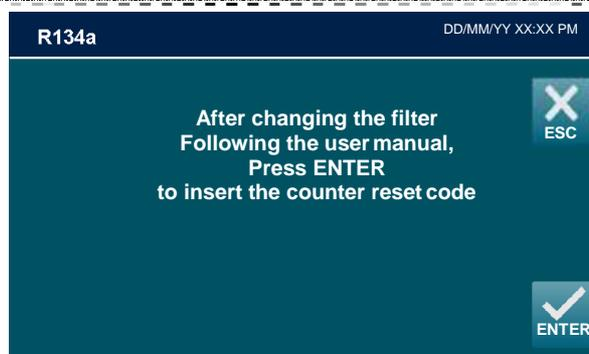 R134a
DD/MM/YY XX:XX PM
After changing the filter
Following the user manual,
Press ENTER
to insert the counter reset code
ESC
ENTER